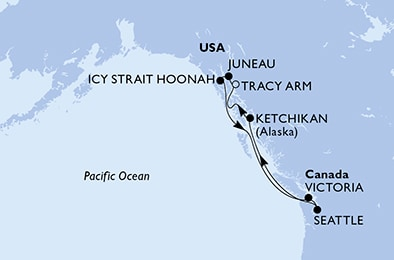 USA
JUNEAU
ICY STRAIT HOONAH
TRACY ARM
KETCHIKAN
(Alaska)
Pacific Ocean
Canada
VICTORIA
SEATTLE